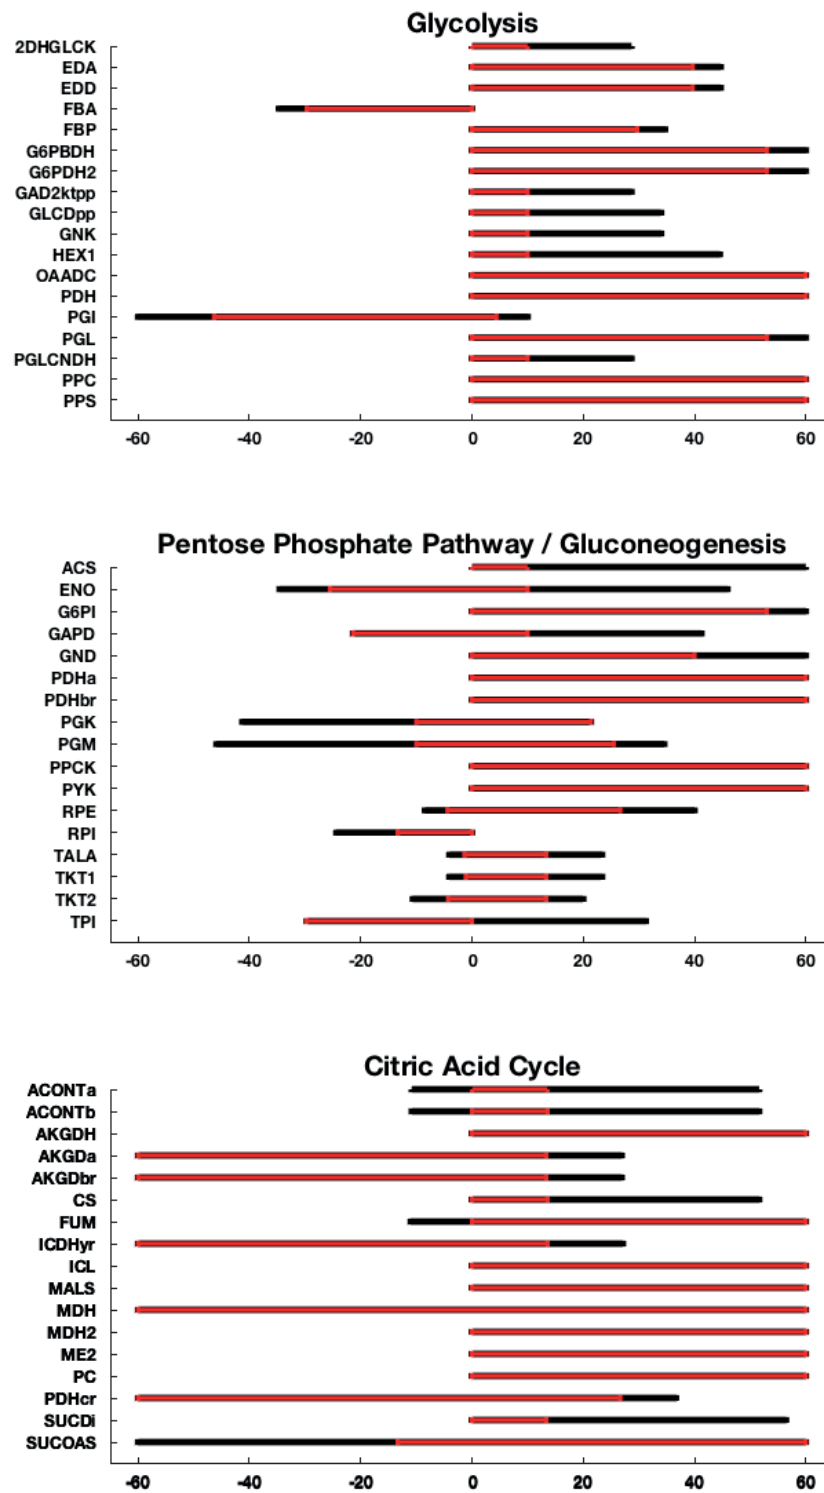 Glycolysis
2DHGLCK
EDA
EDD
FBA
FBP
G6PBDH
G6PDH2
GAD2ktpp
GLCDpp
GNK
HEX1
OAADC
PDH
PGI
PGL
PGLCNDH
PPC
PPS
-60 -40 -20 0 20 40 60
Pentose Phosphate Pathway / Gluconeogenesis
ACS
ENO
G6PI
GAPD
GND
PDHa
PDHbr
PGK
PGM
PPCK
PYK
RPE
RPI
TALA
TKT1
TKT2
TPI
-60 -40 -20 0 20 40 60
Citric Acid Cycle
ACONTa
ACONTb
AKGDH
AKGDa
AKGDbr
CS
FUM
ICDHyr
ICL
MALS
MDH
MDH2
ME2
PC
PDHcr
SUCDi
SUCOAS
-60 -40 -20 0 20 40 60